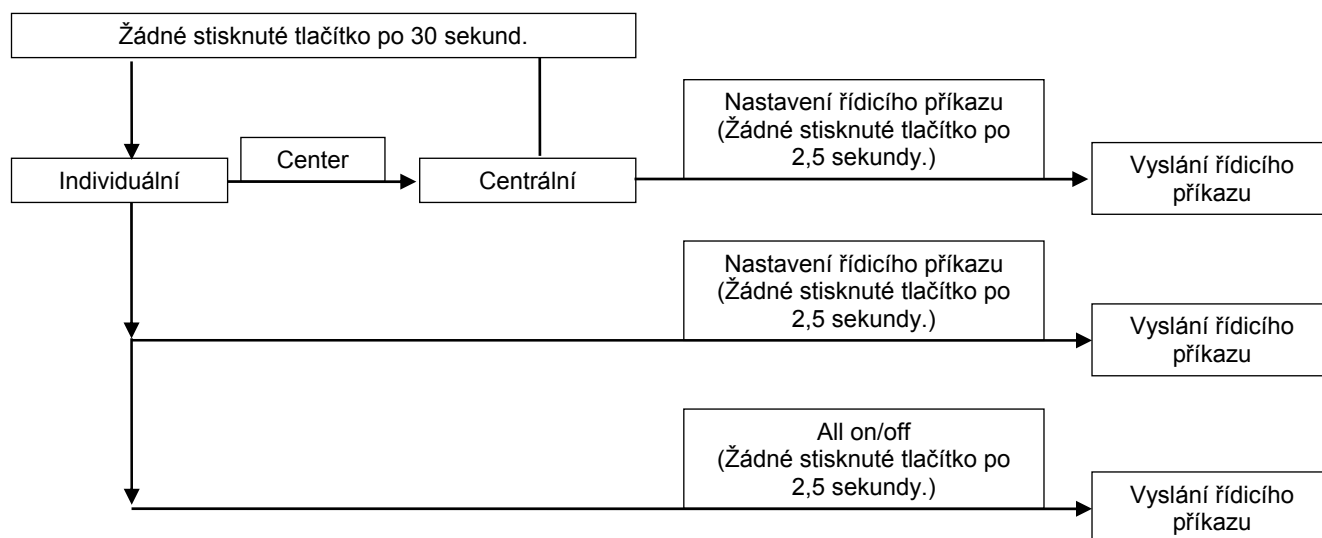 Žádné stisknuté tlačítko po 30 sekund.
Nastavení řídicího příkazu
(Žádné stisknuté tlačítko po
2,5 sekundy.)
Individuální
Center
Centrální
Vyslání řídicího
příkazu
Nastavení řídicího příkazu
(Žádné stisknuté tlačítko po
2,5 sekundy.)
Vyslání řídicího
příkazu
All on/off
(Žádné stisknuté tlačítko po
2,5 sekundy.)
Vyslání řídicího
příkazu